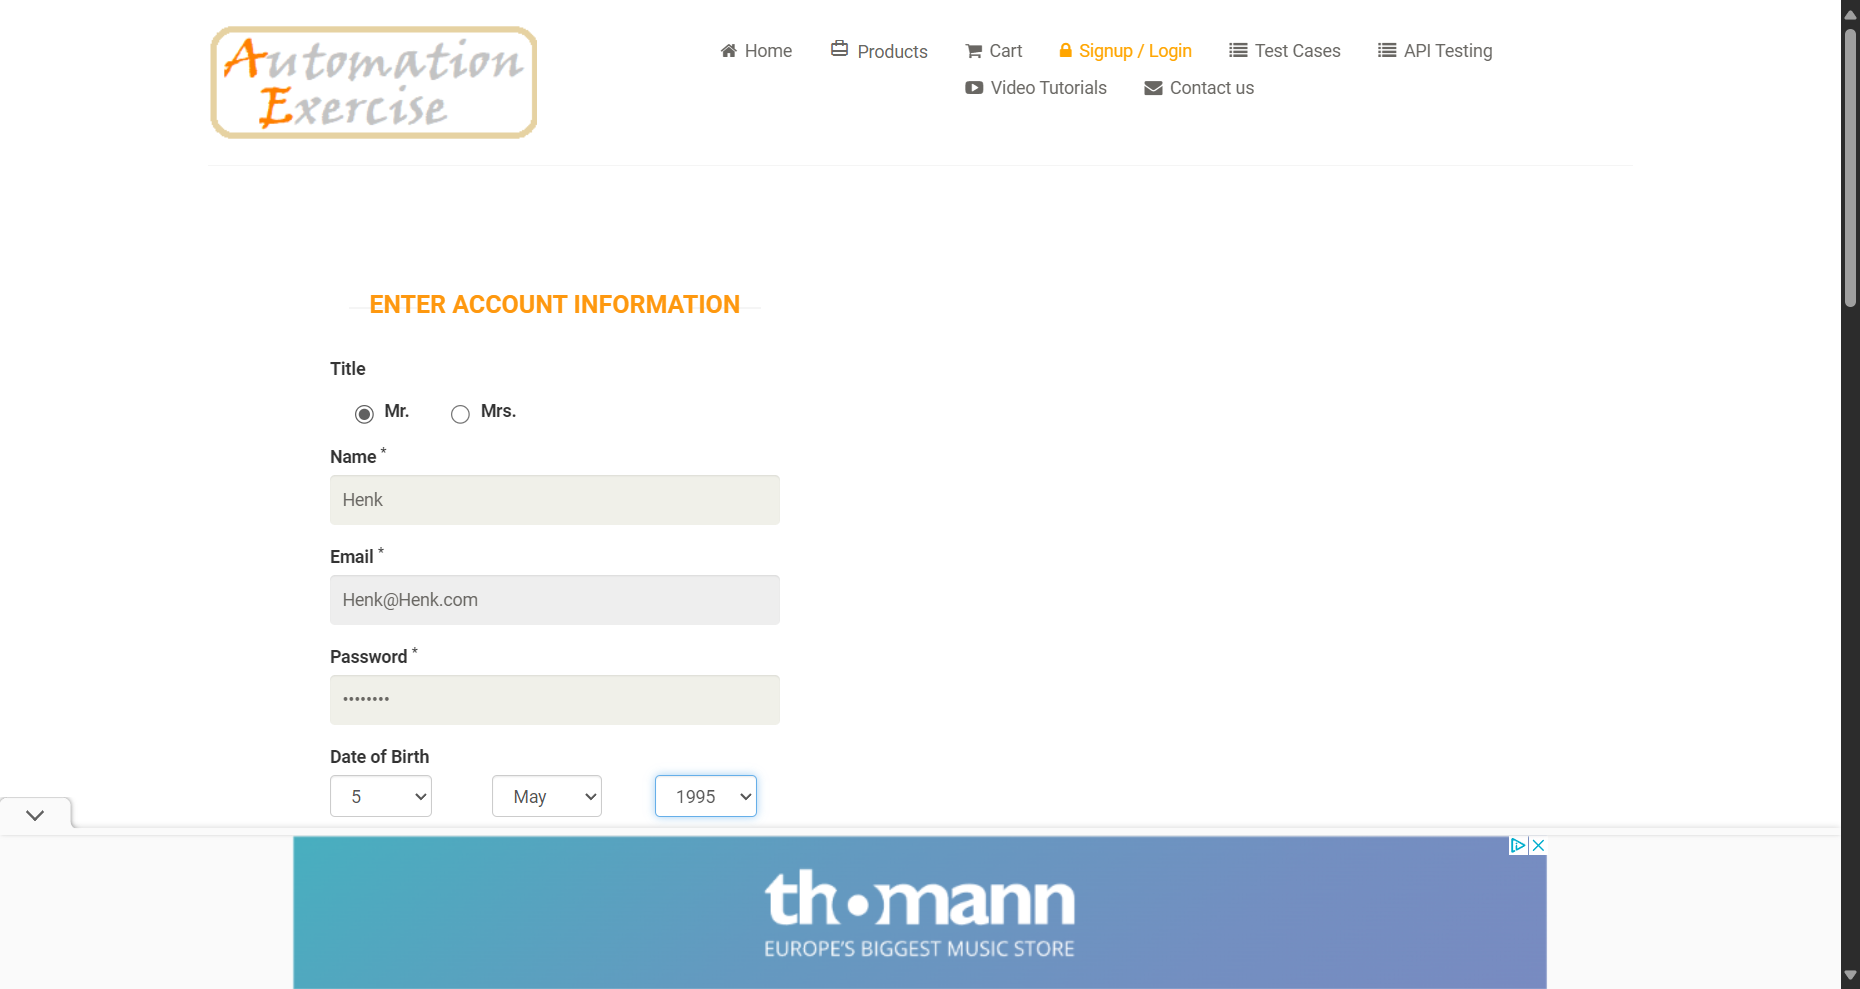 Automation
Exercise
Home
Products
Cart
Signup / Login
Test Cases
API Testing
Video Tutorials
Contact us
ENTER ACCOUNT INFORMATION
Title
Mr.
Mrs.
Name *
Henk
Email *
Henk@Henk.com
Password *
••••••••
Date of Birth
5
May
1995
thomann
EUROPE'S BIGGEST MUSIC STORE